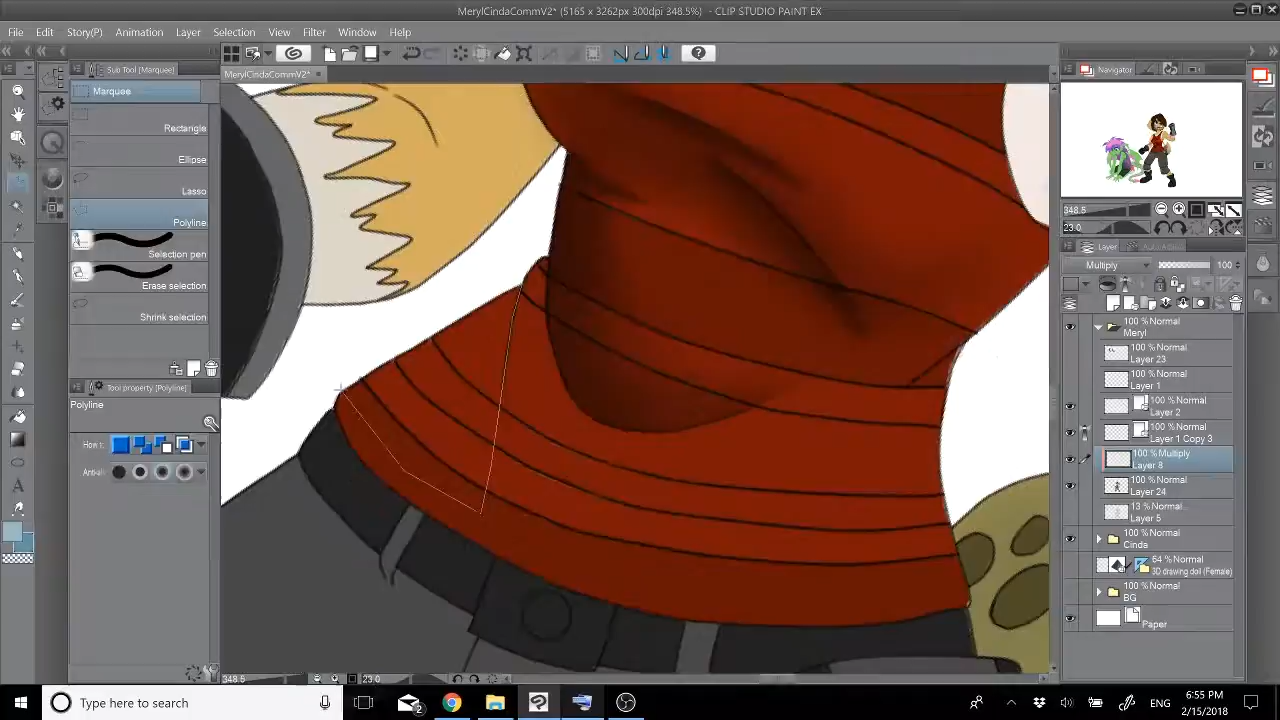 MerylCindaCommV2* (5165 x 3262px 300dpi 348.5%) - CLIP STUDIO PAINT EX
File Edit Story(P) Animation Layer Selection View Filter Window Help
Sub Tool [Marquee]
MerylCindaCommV2*
Navigator
Marquee
Rectangle
Ellipse
Lasso
Polyline
Selection pen
Erase selection
Shrink selection
Tool property [Polyline]
Polyline
How t
Anti-al
348.5
23.0
Layer
Multiply
100
100 % Normal
Meryl
100 % Normal
Layer 23
100 % Normal
Layer 1
100 % Normal
Layer 2
100 % Normal
Layer 1 Copy 3
100 % Multiply
Layer 8
100 % Normal
Layer 24
13 % Normal
Layer 5
100 % Normal
Cinda
64 % Normal
3D drawing doll (Female)
100 % Normal
BG
Paper
348.5
23.0
Type here to search
2
ENG
6:55 PM
2/15/2018